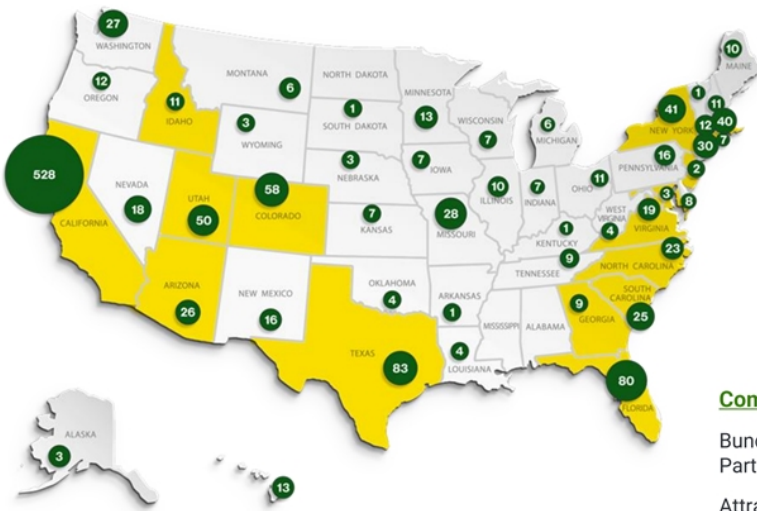 27
WASHINGTON
12
OREGON
11
IDAHO
MONTANA
6
3
WYOMING
NORTH DAKOTA
1
SOUTH DAKOTA
3
NEBRASKA
7
KANSAS
MINNESOTA
13
WISCONSIN
7
6
MICHIGAN
7
IOWA
10
ILLINOIS
7
INDIANA
11
OHIO
28
MISSOURI
528
CALIFORNIA
NEVADA
18
UTAH
50
58
COLORADO
ARIZONA
26
NEW MEXICO
16
TEXAS
83
OKLAHOMA
4
ARKANSAS
1
4
LOUISIANA
MISSISSIPPI
ALABAMA
9
GEORGIA
80
FLORIDA
SOUTH
CAROLINA
25
23
NORTH CAROLINA
TENNESSEE
9
1
KENTUCKY
WEST
VIRGINIA
4
19
VIRGINIA
16
PENNSYLVANIA
41
NEW YORK
10
MAINE
1
11
12
40
30
7
2
3
8
ALASKA
3
13
Con
Bund
Part
Attra